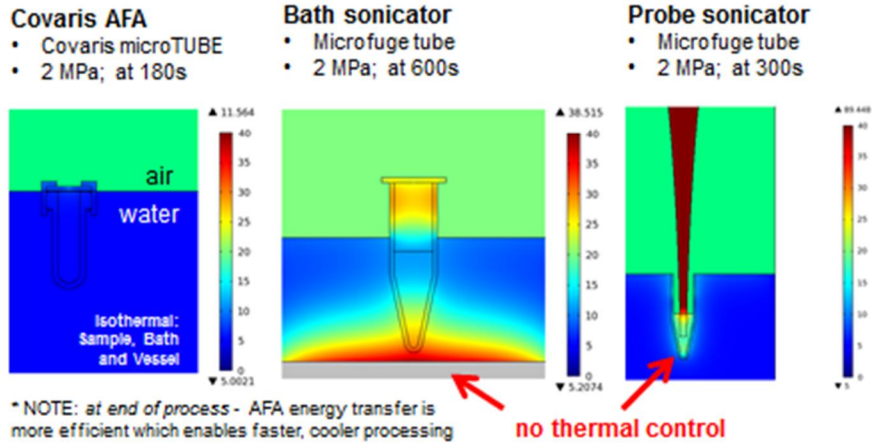 Covaris AFA
• Covaris microTUBE
• 2 MPa; at 180s
Bath sonicator
• Microfuge tube
• 2 MPa; at 600s
Probe sonicator
• Microfuge tube
• 2 MPa; at 300s
▲ 11.564
40
35
30
25
20
15
10
5
0
▼ 5.0021
air
water
Isothermal:
Sample, Bath
and Vessel
▲ 38.515
40
35
30
25
20
15
10
5
0
▼ 5.2074
▲ 89.448
40
35
30
25
20
15
10
5
0
▼ 5
* NOTE: at end of process - AFA energy transfer is
more efficient which enables faster, cooler processing
no thermal control